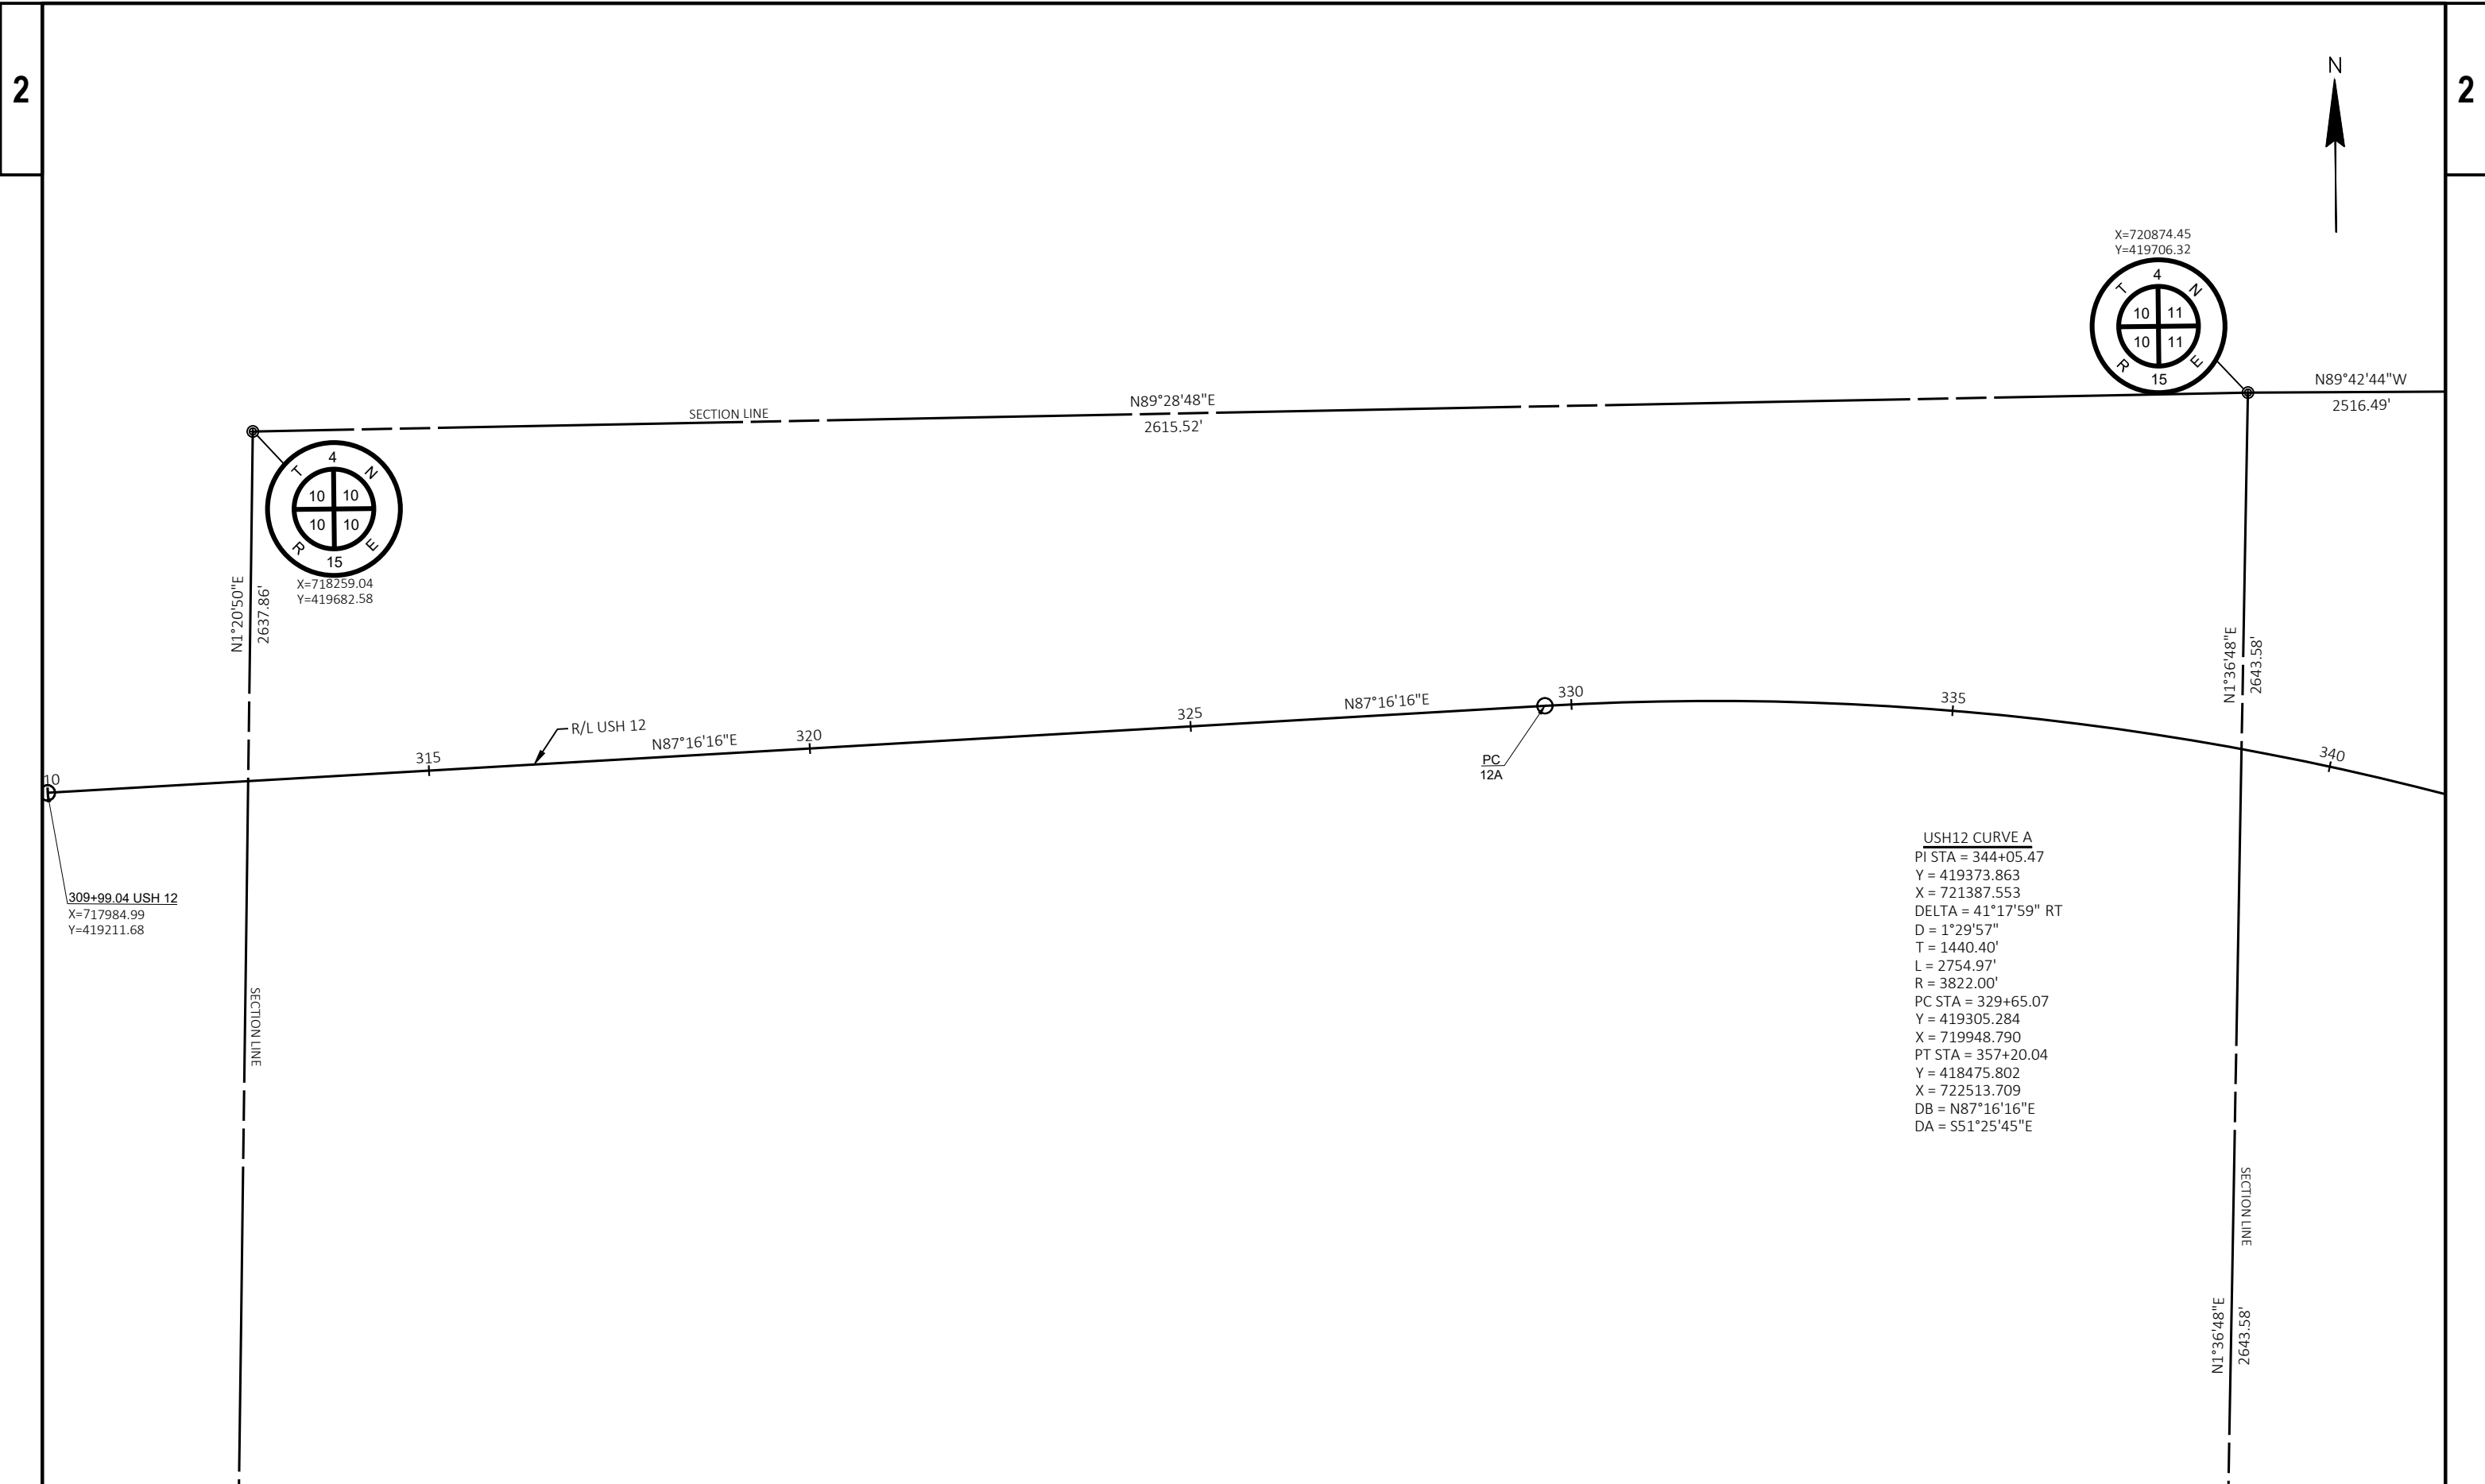 2
2
N
X=720874.45
Y=419706.32
4
T N
10 11
10 11
R E
15
N89°42'44"W
2516.49'
N89°28'48"E
2615.52'
SECTION LINE
4
T N
10 10
10 10
R E
15
X=718259.04
Y=419682.58
N1°20'50"E
2637.86'
N1°36'48"E
2643.58'
10
315
R/L USH 12
N87°16'16"E
320
325
N87°16'16"E
330
335
340
PC
12A
309+99.04 USH 12
X=717984.99
Y=419211.68
USH12 CURVE A
PI STA = 344+05.47
Y = 419373.863
X = 721387.553
DELTA = 41°17'59" RT
D = 1°29'57"
T = 1440.40'
L = 2754.97'
R = 3822.00'
PC STA = 329+65.07
Y = 419305.284
X = 719948.790
PT STA = 357+20.04
Y = 418475.802
X = 722513.709
DB = N87°16'16"E
DA = S51°25'45"E
SECTION LINE
SECTION LINE
N1°36'48"E
2643.58'